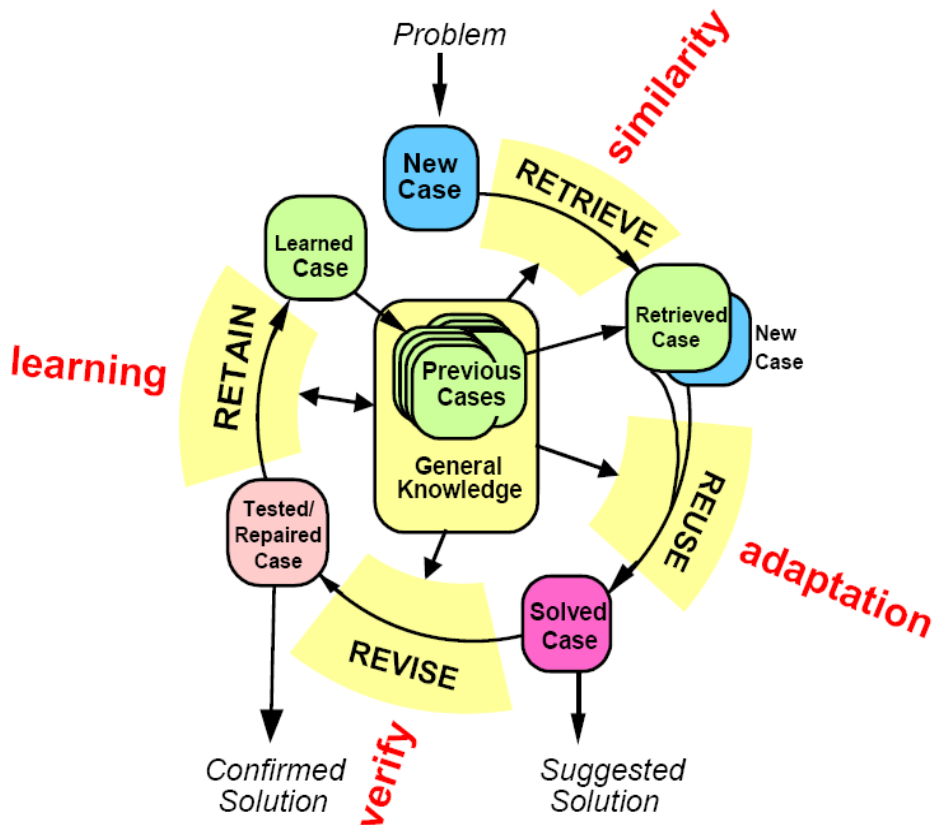 Problem
similarity
New
Case
RETRIEVE
Learned
Case
Retrieved
Case
New
Case
RETAIN
learning
Previous
Cases
General
Knowledge
REUSE
adaptation
Tested/
Repaired
Case
Solved
Case
REVISE
verify
Confirmed
Solution
Suggested
Solution